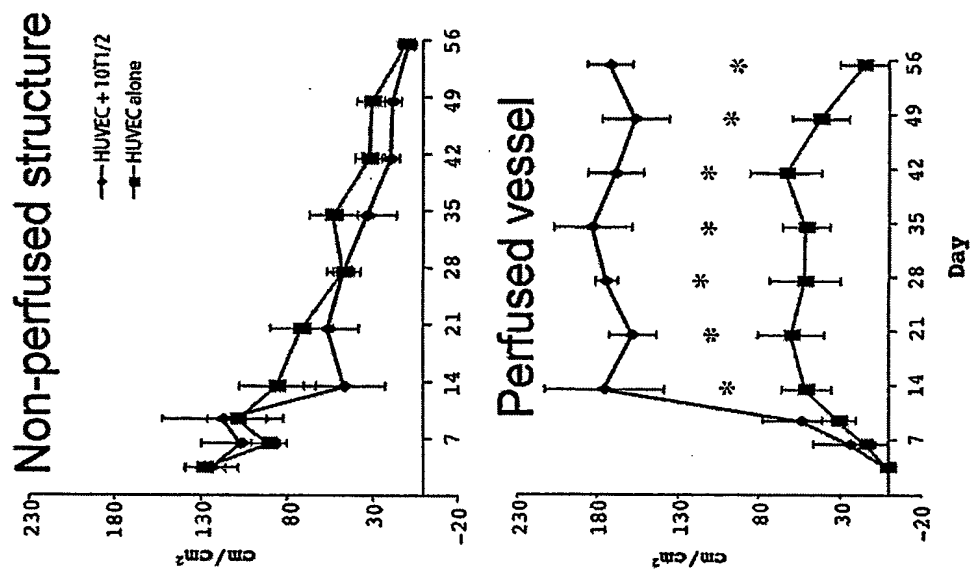 Non-perfused structure
HUVEC+10T1/2
HUVEC alone
230
180
130
80
30
-20
cm/cm²
7 14 21 28 35 42 49 56
Perfused vessel
230
180
130
80
30
-20
cm/cm²
* * * * * * *
7 14 21 28 35 42 49 56
Day